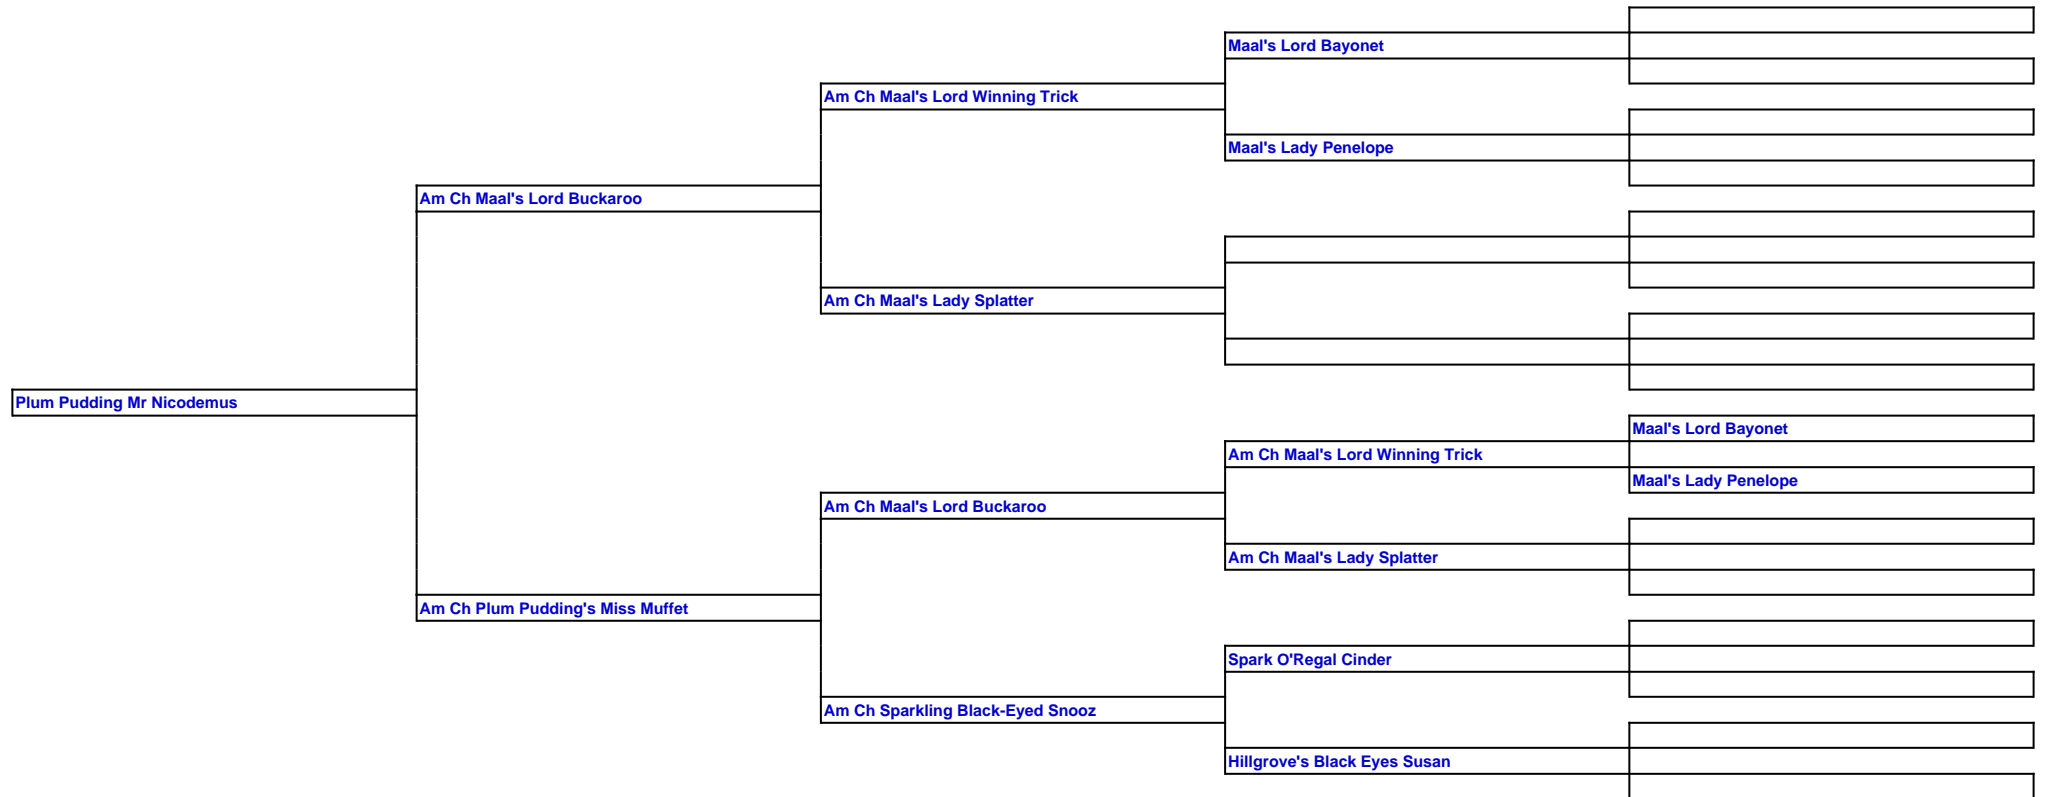 Maal's Lord Bayonet
Am Ch Maal's Lord Winning Trick
Maal's Lady Penelope
Am Ch Maal's Lord Buckaroo
Am Ch Maal's Lady Splatter
Plum Pudding Mr Nicodemus
Maal's Lord Bayonet
Am Ch Maal's Lord Winning Trick
Maal's Lady Penelope
Am Ch Maal's Lord Buckaroo
Am Ch Maal's Lady Splatter
Am Ch Plum Pudding's Miss Muffet
Spark O'Regal Cinder
Am Ch Sparkling Black-Eyed Snooz
Hillgrove's Black Eyes Susan